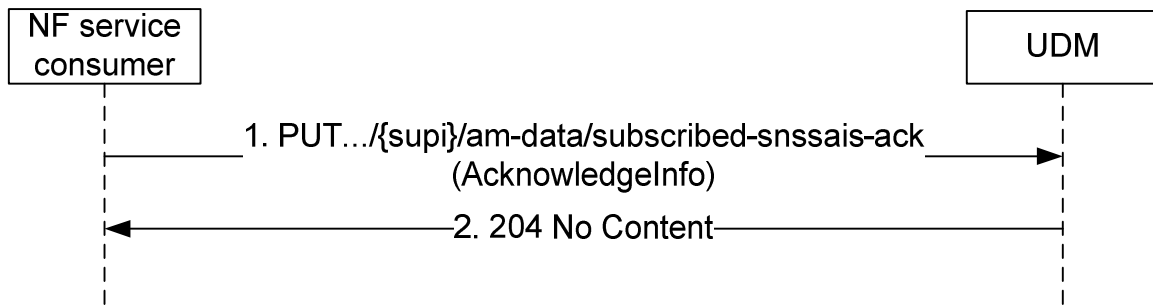 NF service
consumer
UDM
1. PUT.../{supi}/am-data/subscribed-snssais-ack
(AcknowledgeInfo)
2. 204 No Content